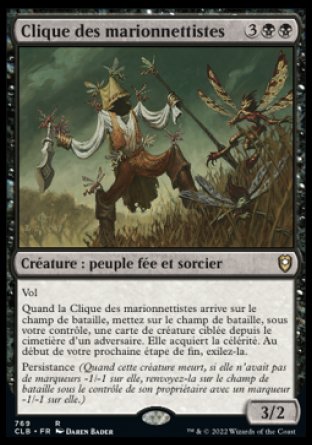 Clique des marionnettistes 3
Créature : peuple fée et sorcier
Vol
Quand la Clique des marionnettistes arrive sur le
champ de bataille, mettez sur le champ de bataille, sous
votre contrôle, une carte de créature ciblée depuis le
cimetière d'un adversaire. Elle acquiert la célérité. Au
début de votre prochaine étape de fin, exilez-la.
Persistance (Quand cette créature meurt, si elle n'avait pas
de marqueurs -1/-1 sur elle, renvoyez-la sur le champ de
bataille sous le contrôle de son propriétaire avec un marqueur
-1/-1 sur elle.)
3/2
769 R
CLB • FR Daren Bader
™ & © 2022 Wizards of the Coast